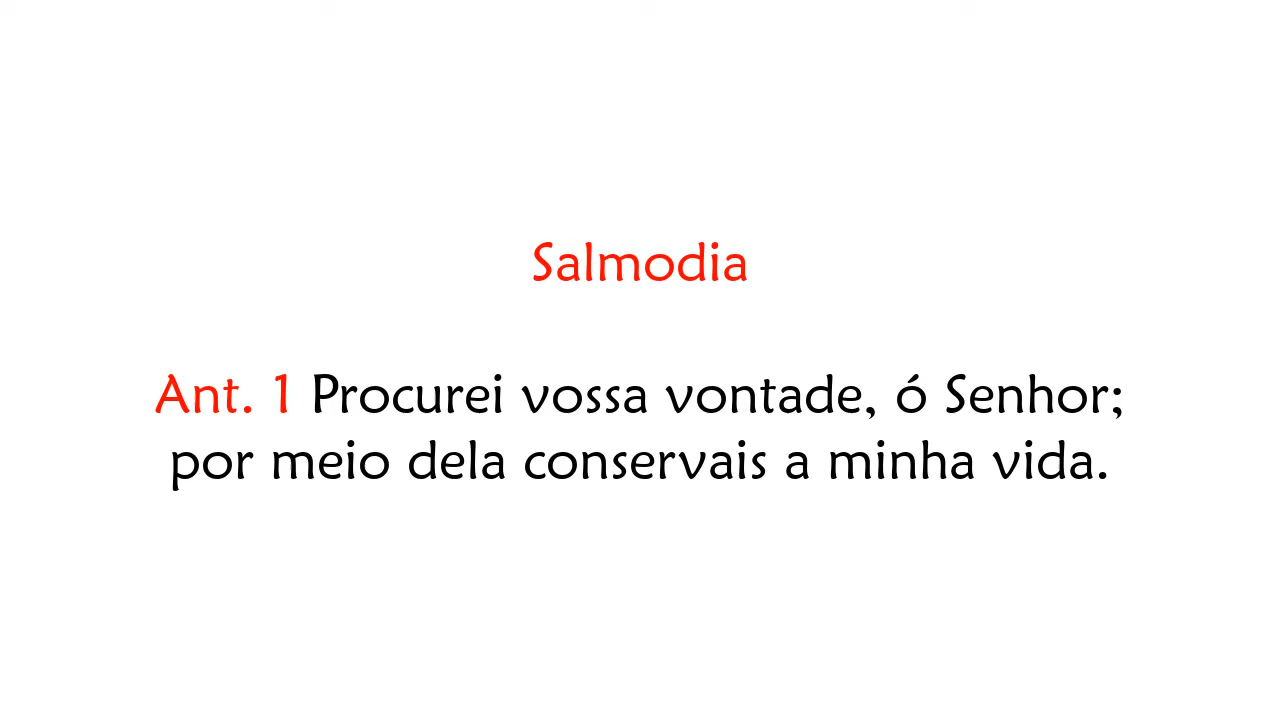 Salmodia
Ant. 1 Procurei vossa vontade, ó Senhor;
por meio dela conservais a minha vida.